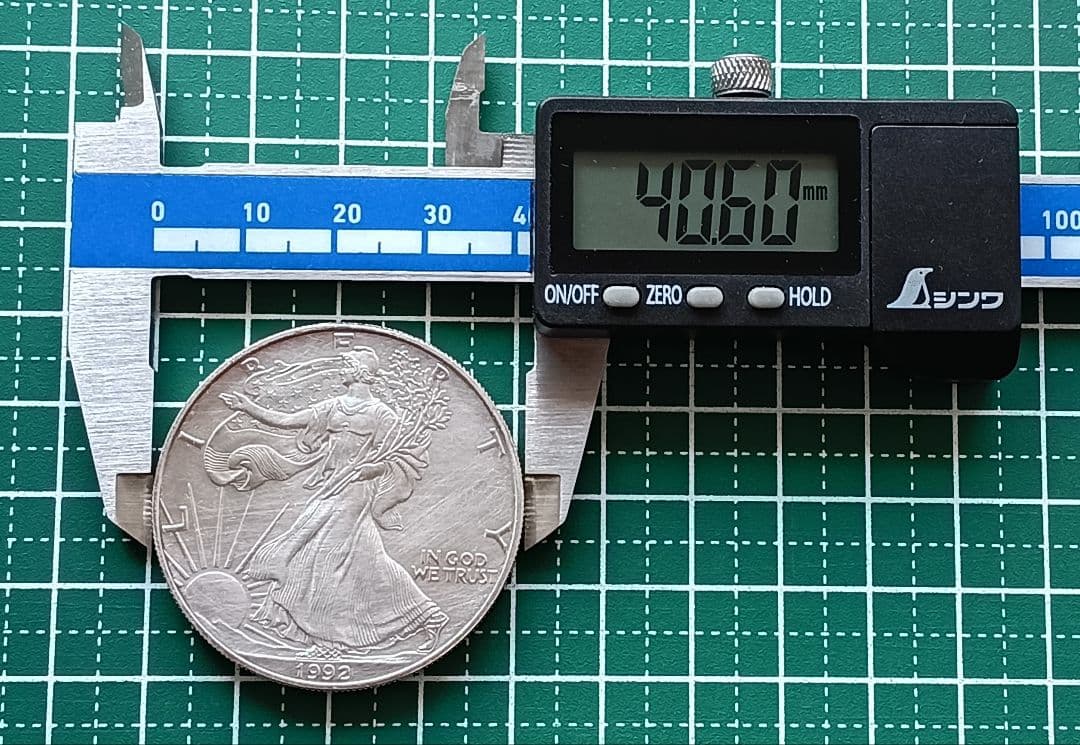 0 10 20 30 4
40.60 mm
100
ON/OFF ZERO HOLD
シンワ
LIBERTY
IN GOD
WE TRUST
1992